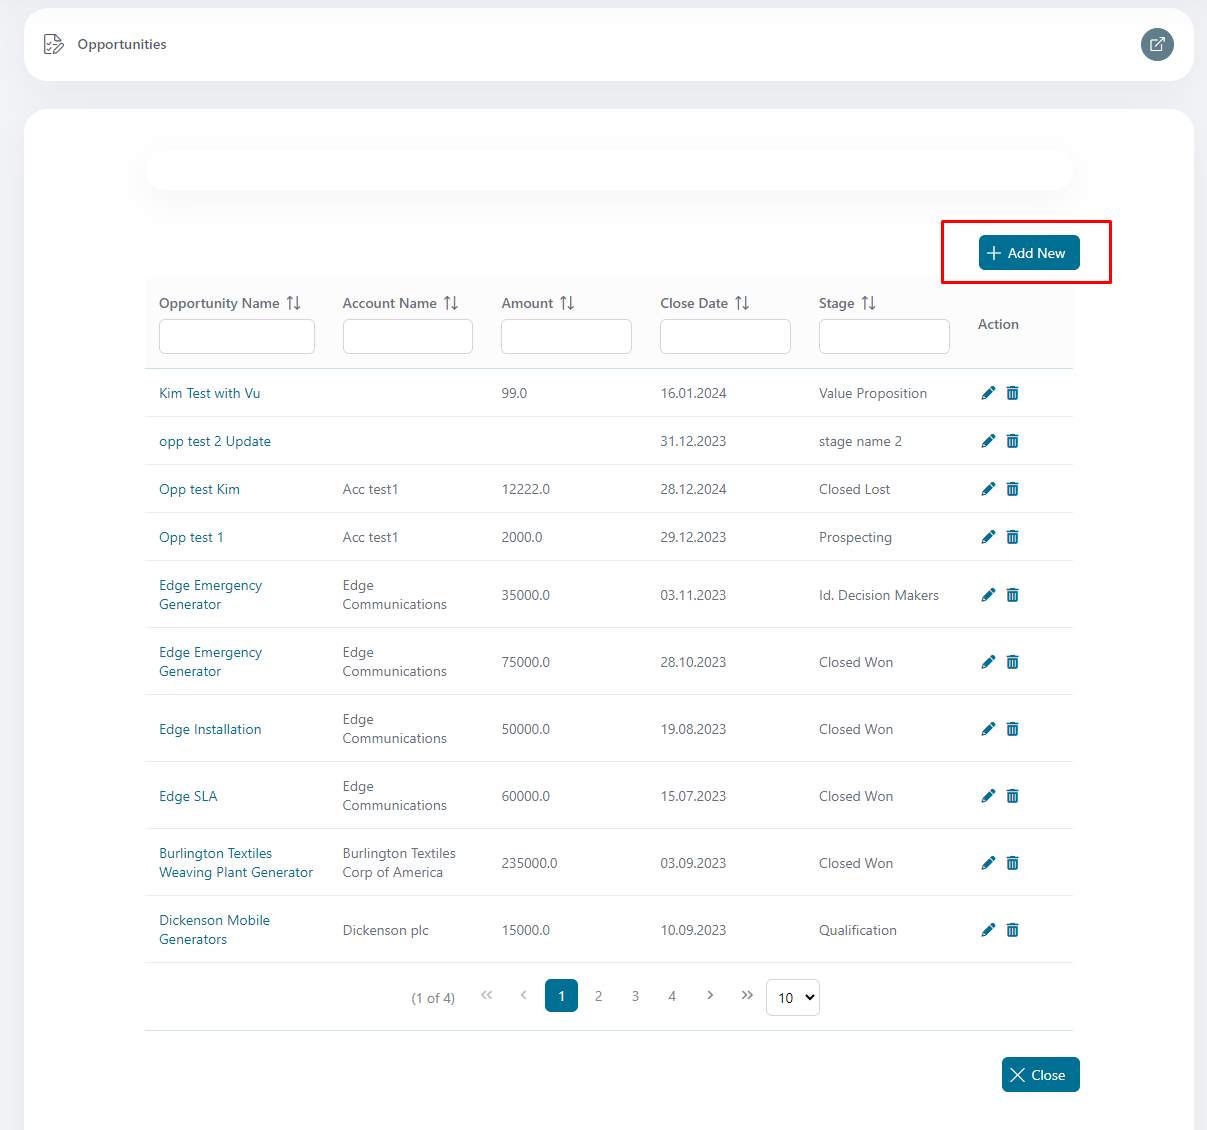 Opportunities
Add New
Opportunity Name Account Name Amount Close Date Stage Action
Kim Test with Vu 99.0 16.01.2024 Value Proposition
opp test 2 Update 31.12.2023 stage name 2
Opp test Kim Acc test1 12222.0 28.12.2024 Closed Lost
Opp test 1 Acc test1 2000.0 29.12.2023 Prospecting
Edge Emergency Edge
Generator Communications 35000.0 03.11.2023 Id. Decision Makers
Edge Emergency Edge
Generator Communications 75000.0 28.10.2023 Closed Won
Edge Installation Edge
Communications 50000.0 19.08.2023 Closed Won
Edge SLA Edge
Communications 60000.0 15.07.2023 Closed Won
Burlington Textiles Burlington Textiles
Weaving Plant Generator Corp of America 235000.0 03.09.2023 Closed Won
Dickenson Mobile
Generators Dickenson plc 15000.0 10.09.2023 Qualification
(1 of 4) 1 2 3 4 10
Close